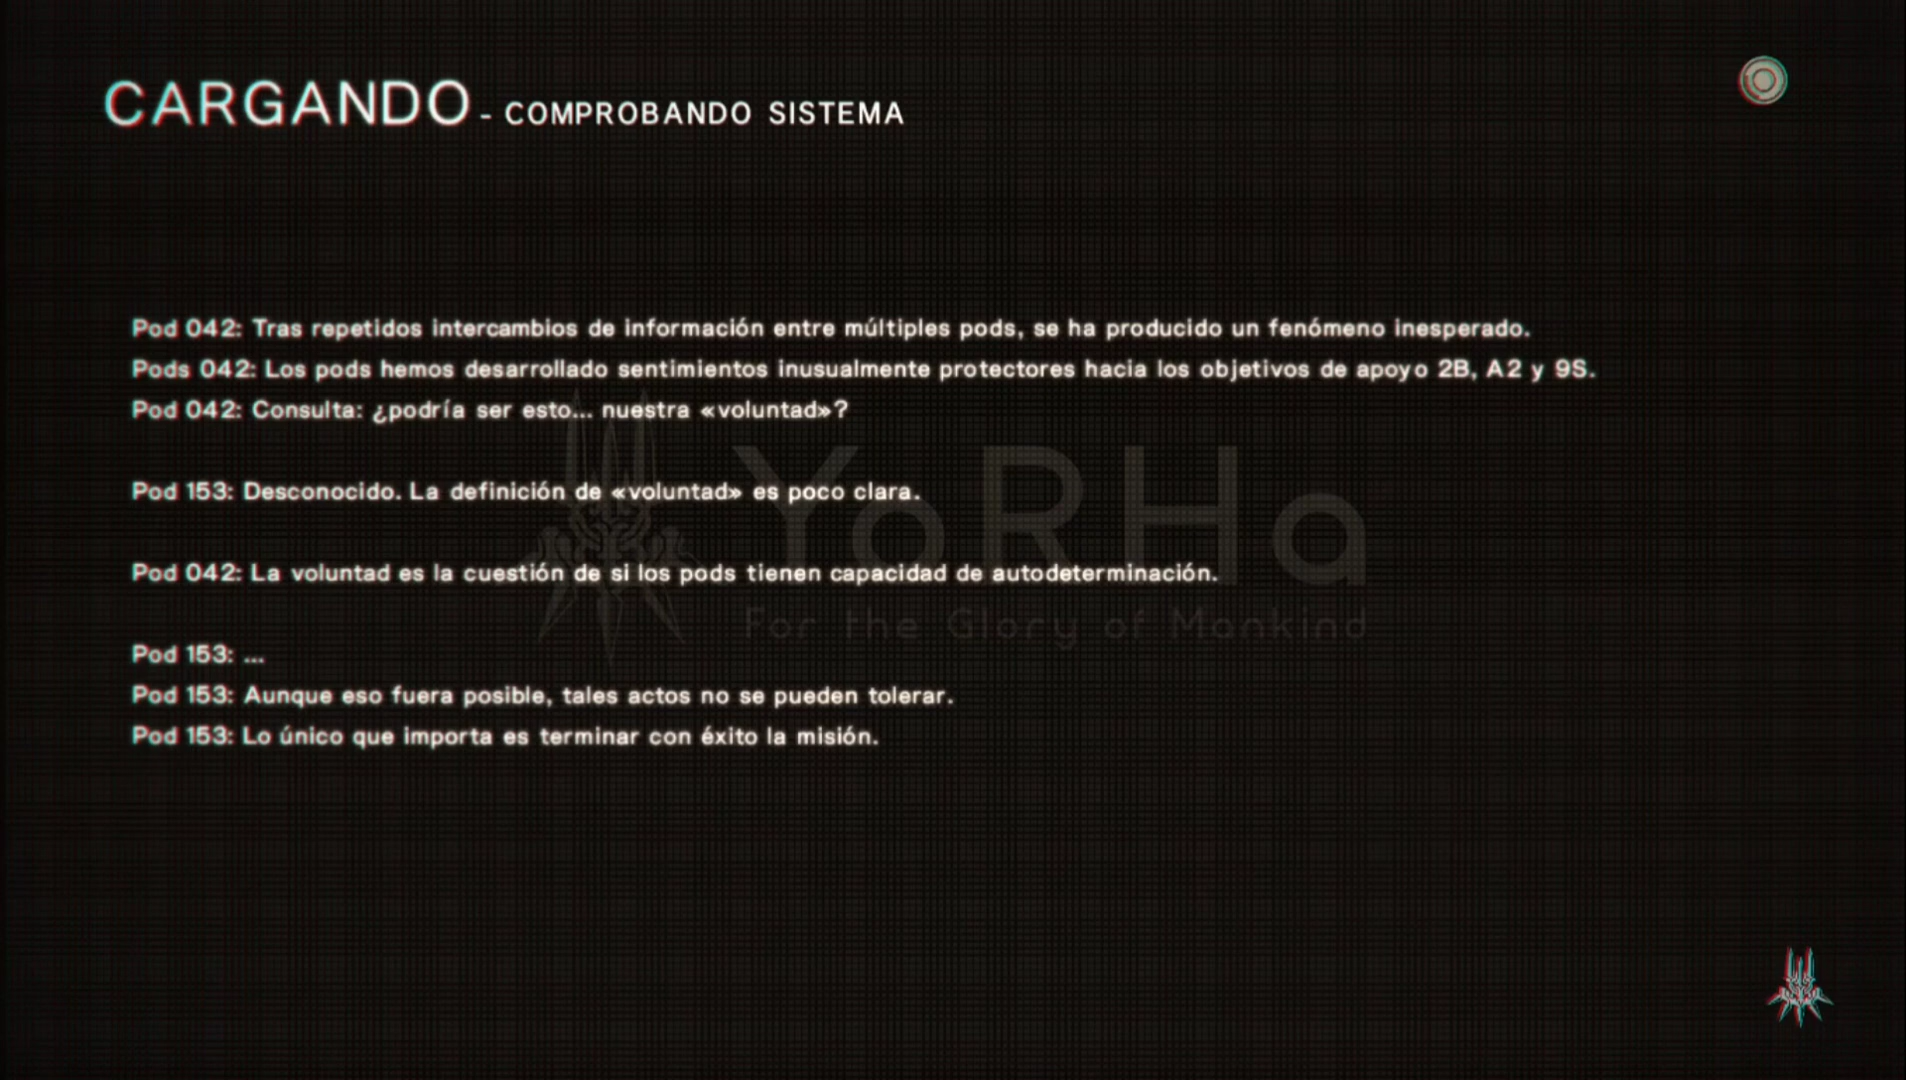 CARGANDO - COMPROBANDO SISTEMA
Pod 042: Tras repetidos intercambios de información entre múltiples pods, se ha producido un fenómeno inesperado.
Pods 042: Los pods hemos desarrollado sentimientos inusualmente protectores hacia los objetivos de apoyo 2B, A2 y 9S.
Pod 042: Consulta: ¿podría ser esto... nuestra «voluntad»?
Pod 153: Desconocido. La definición de «voluntad» es poco clara.
Pod 042: La voluntad es la cuestión de si los pods tienen capacidad de autodeterminación.
Pod 153: ...
Pod 153: Aunque eso fuera posible, tales actos no se pueden tolerar.
Pod 153: Lo único que importa es terminar con éxito la misión.
YoRHa
For the Glory of Mankind